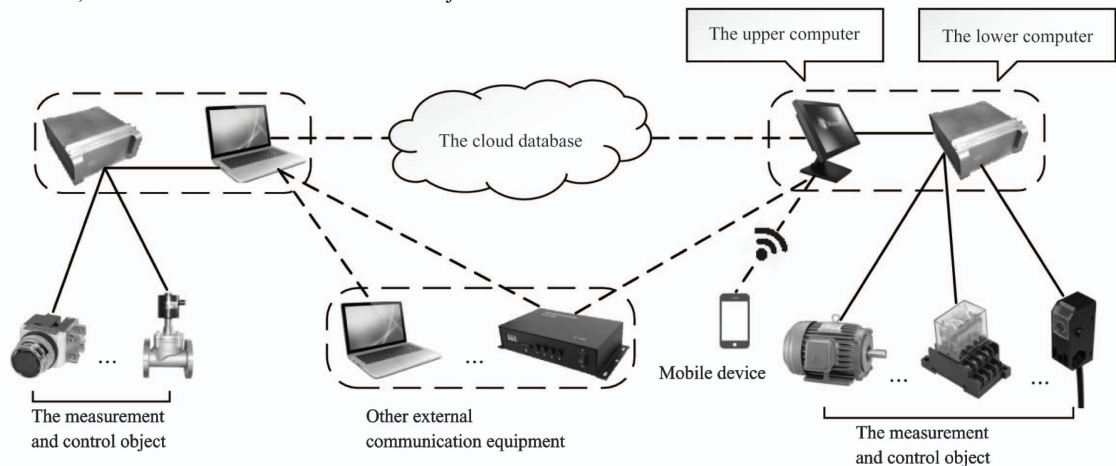 The upper computer
The lower computer
The cloud database
...
...
...
...
Mobile device
The measurement
and control object
Other external
communication equipment
The measurement
and control object